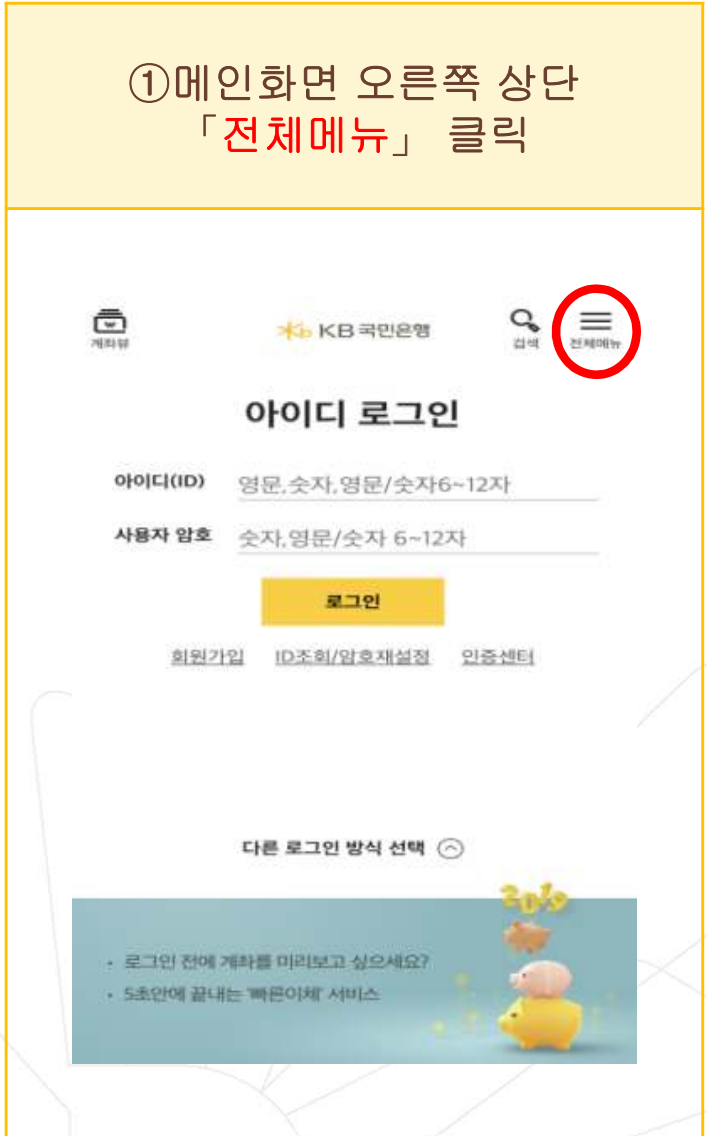 ①메인화면 오른쪽 상단
「전체메뉴」 클릭
계좌뷰
KB 국민은행
검색
전체메뉴
아이디 로그인
아이디(ID) 영문,숫자,영문/숫자6~12자
사용자 암호 숫자,영문/숫자 6~12자
로그인
회원가입 ID조회/암호재설정 인증센터
다른 로그인 방식 선택
2019
• 로그인 전에 계좌를 미리보고 싶으세요?
• 5초안에 끝내는 '빠른이체' 서비스